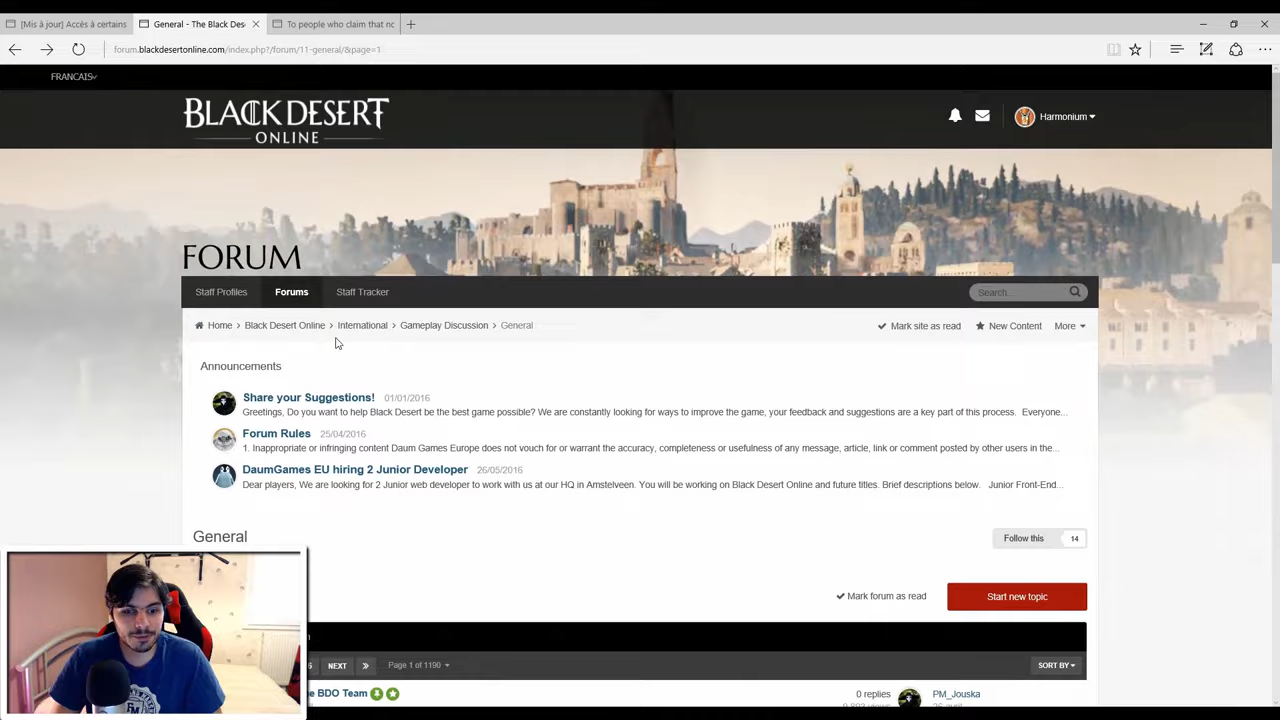 [Mis à jour] Accès à certains
General - The Black Des
To people who claim that no
forum.blackdesertonline.com/index.php?/forum/11-general/&page=1
FRANCAIS
BLACK DESERT
ONLINE
Harmonium
FORUM
Staff Profiles
Forums
Staff Tracker
Search...
Home > Black Desert Online > International > Gameplay Discussion > General
Mark site as read
New Content
More
Announcements
Share your Suggestions! 01/01/2016
Greetings, Do you want to help Black Desert be the best game possible? We are constantly looking for ways to improve the game, your feedback and suggestions are a key part of this process. Everyone...
Forum Rules 25/04/2016
1. Inappropriate or infringing content Daum Games Europe does not vouch for or warrant the accuracy, completeness or usefulness of any message, article, link or comment posted by other users in the...
DaumGames EU hiring 2 Junior Developer 26/05/2016
Dear players, We are looking for 2 Junior web developer to work with us at our HQ in Amstelveen. You will be working on Black Desert Online and future titles. Brief descriptions below. Junior Front-End...
General
Follow this 14
Mark forum as read
Start new topic
NEXT
Page 1 of 1190
SORT BY
e BDO Team
0 replies
PM_Jouska